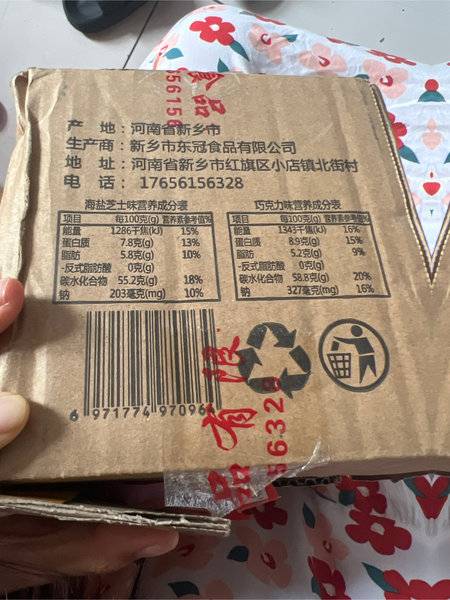 656156
食品
产 地：河南省新乡市
生产商：新乡市东冠食品有限公司
地 址：河南省新乡市红旗区小店镇北街村
电 话：17656156328
海盐芝士味营养成分表
项目 每100克(g) 营养素参考值%
能量 1286千焦(kJ) 15%
蛋白质 7.8克(g) 13%
脂肪 5.8克(g) 10%
-反式脂肪酸 0克(g)
碳水化合物 55.2克(g) 18%
钠 203毫克(mg) 10%
巧克力味营养成分表
项目 每100克(g) 营养素参考值%
能量 1343千焦(kJ) 16%
蛋白质 8.9克(g) 15%
脂肪 5.2克(g) 9%
-反式脂肪酸 0克(g)
碳水化合物 58.8克(g) 20%
钠 327毫克(mg) 16%
6 971774 97096
品有限
56328